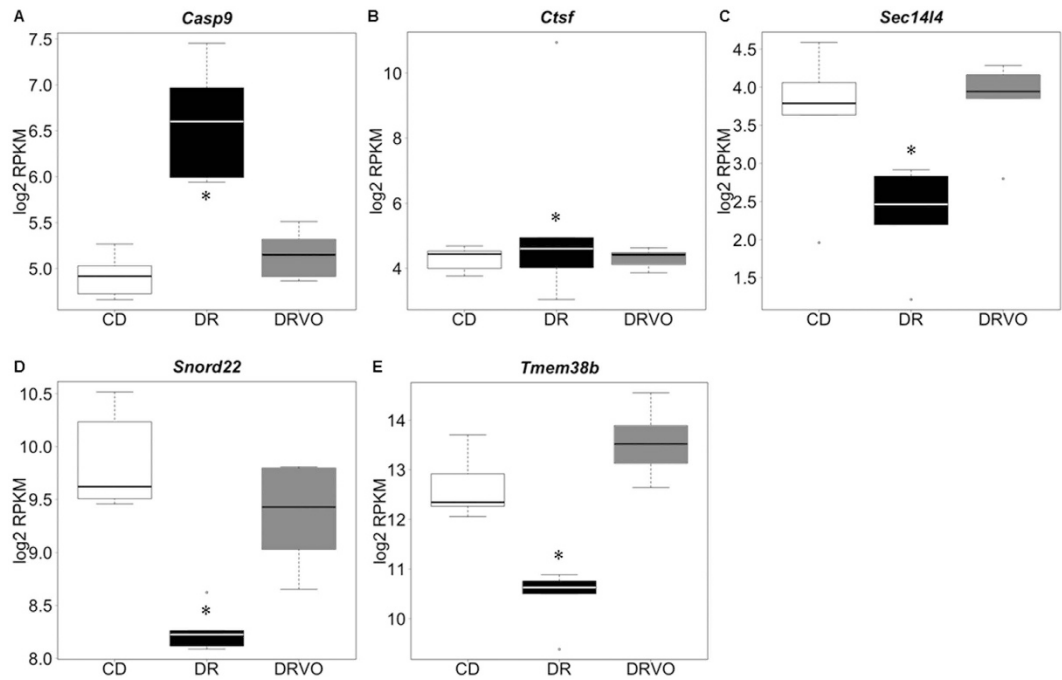 A
Casp9
log2 RPKM
7.5
7.0
6.5
6.0
5.5
5.0
*
CD DR DRVO
B
Ctsf
log2 RPKM
10
8
6
4
*
CD DR DRVO
C
Sec14l4
log2 RPKM
4.5
4.0
3.5
3.0
2.5
2.0
1.5
*
CD DR DRVO
D
Snord22
log2 RPKM
10.5
10.0
9.5
9.0
8.5
8.0
*
CD DR DRVO
E
Tmem38b
log2 RPKM
14
13
12
11
10
*
CD DR DRVO